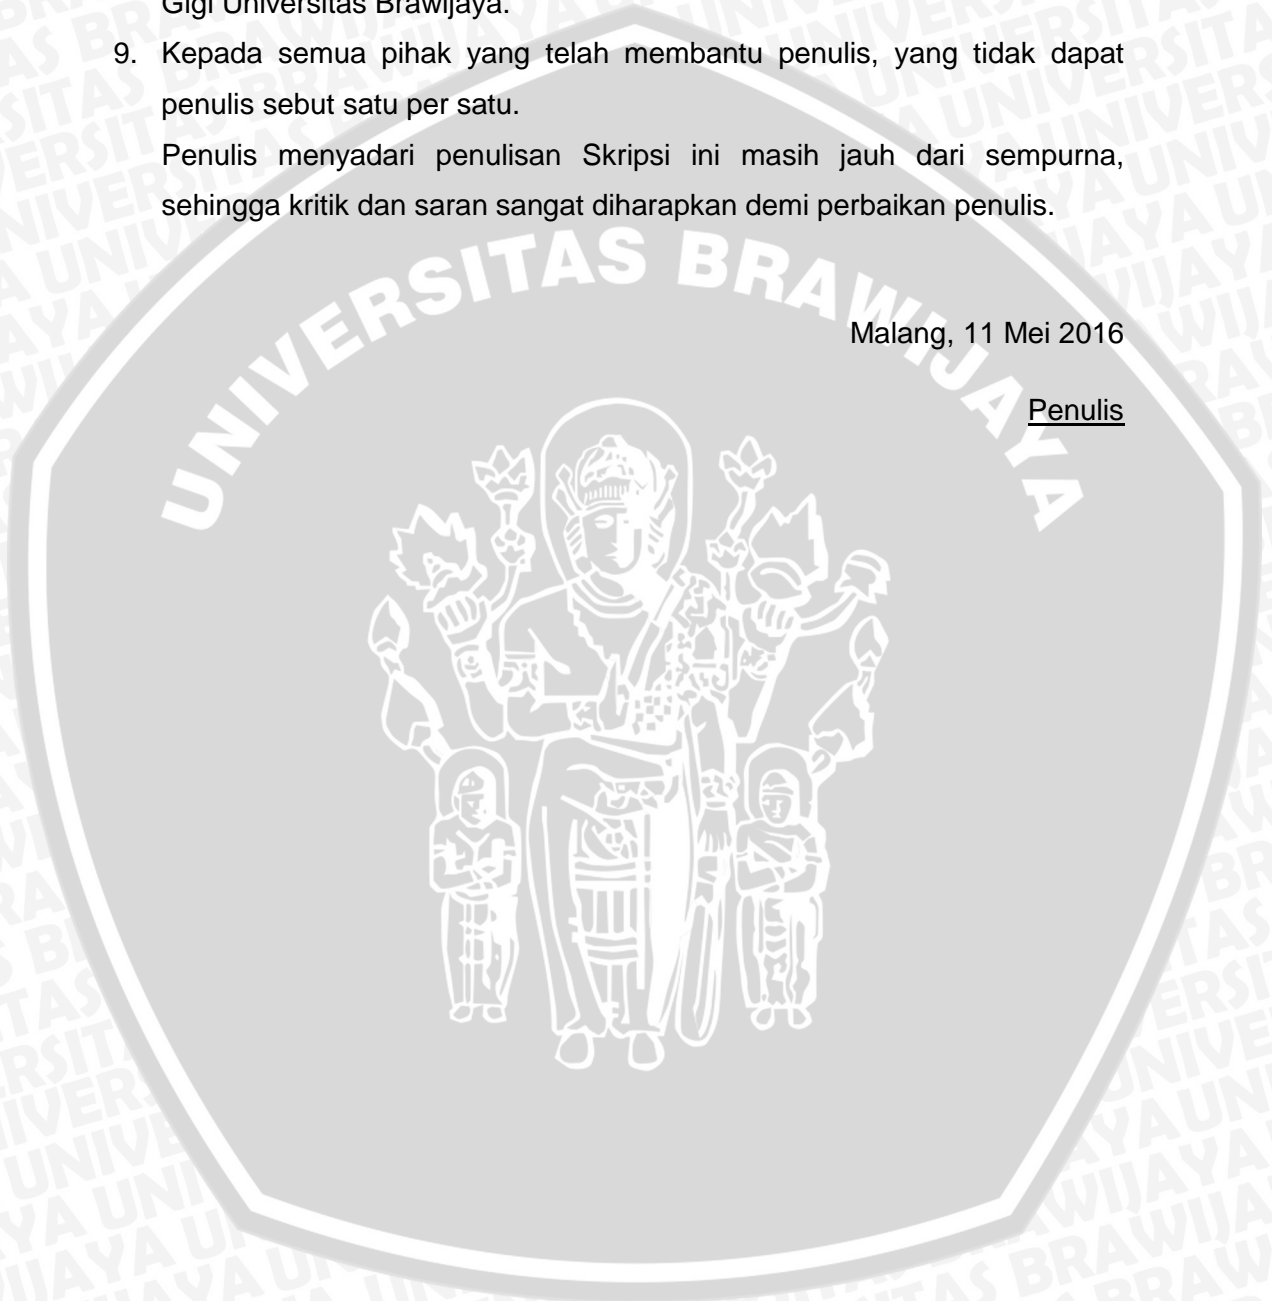 Gigi Universitas Brawijaya.
9. Kepada semua pihak yang telah membantu penulis, yang tidak dapat
penulis sebut satu per satu.
Penulis menyadari penulisan Skripsi ini masih jauh dari sempurna,
sehingga kritik dan saran sangat diharapkan demi perbaikan penulis.
UNIVERSITAS BRAWIJAYA
Malang, 11 Mei 2016
Penulis